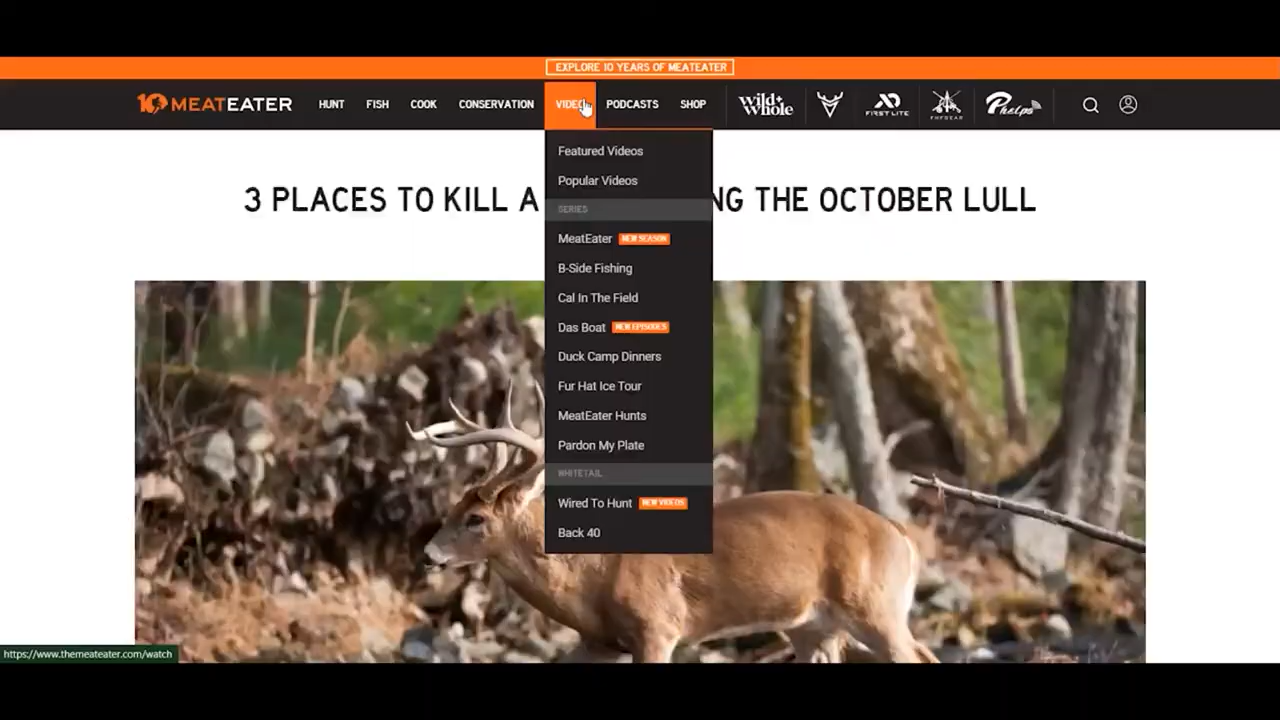 EXPLORE 10 YEARS OF MEATEATER
10 MEATEATER HUNT FISH COOK CONSERVATION VIDEO PODCASTS SHOP Wild+Whole FIRST LITE FHF GEAR Phelps
Featured Videos
Popular Videos
3 PLACES TO KILL A NG THE OCTOBER LULL
SERIES
MeatEater NEW SEASON
B-Side Fishing
Cal In The Field
Das Boat NEW EPISODES
Duck Camp Dinners
Fur Hat Ice Tour
MeatEater Hunts
Pardon My Plate
WHITETAIL
Wired To Hunt NEW VIDEOS
Back 40
https://www.themeateater.com/watch